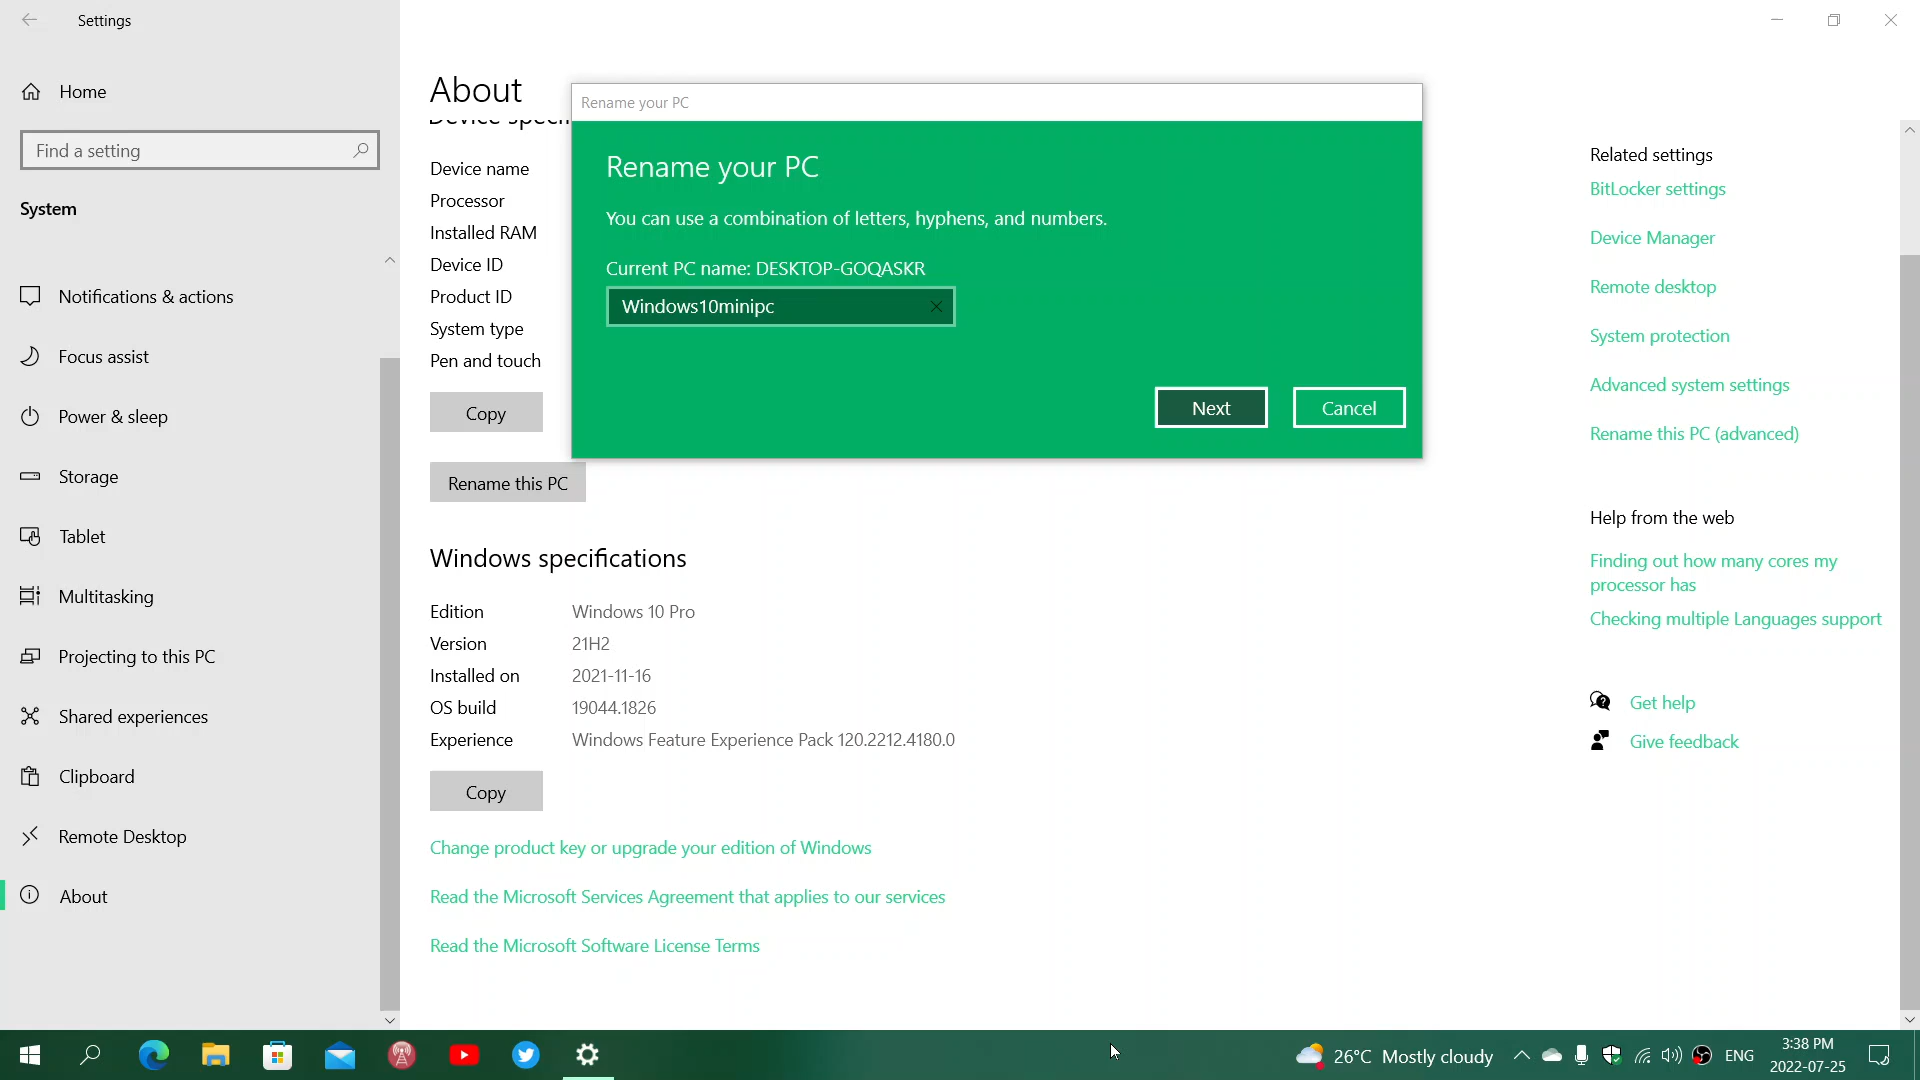 Settings
Home
Find a setting
System
Notifications & actions
Focus assist
Power & sleep
Storage
Tablet
Multitasking
Projecting to this PC
Shared experiences
Clipboard
Remote Desktop
About
About
Device name
Processor
Installed RAM
Device ID
Product ID
System type
Pen and touch
Copy
Rename this PC
Rename your PC
Rename your PC
You can use a combination of letters, hyphens, and numbers.
Current PC name: DESKTOP-GOQASKR
Windows10minipc
Next
Cancel
Windows specifications
Edition Windows 10 Pro
Version 21H2
Installed on 2021-11-16
OS build 19044.1826
Experience Windows Feature Experience Pack 120.2212.4180.0
Copy
Change product key or upgrade your edition of Windows
Read the Microsoft Services Agreement that applies to our services
Read the Microsoft Software License Terms
Related settings
BitLocker settings
Device Manager
Remote desktop
System protection
Advanced system settings
Rename this PC (advanced)
Help from the web
Finding out how many cores my
processor has
Checking multiple Languages support
Get help
Give feedback
26°C Mostly cloudy
ENG
3:38 PM
2022-07-25